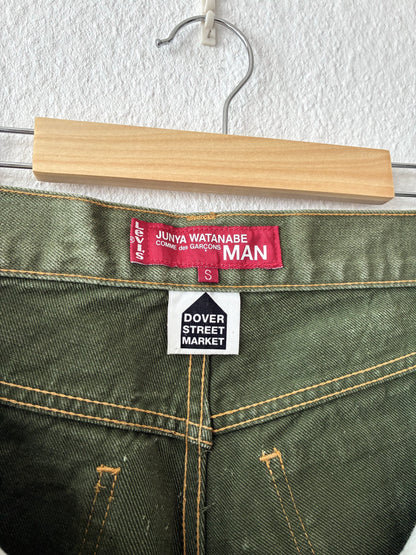 Levi's
JUNYA WATANABE
COMME des GARÇONS MAN
S
DOVER
STREET
MARKET